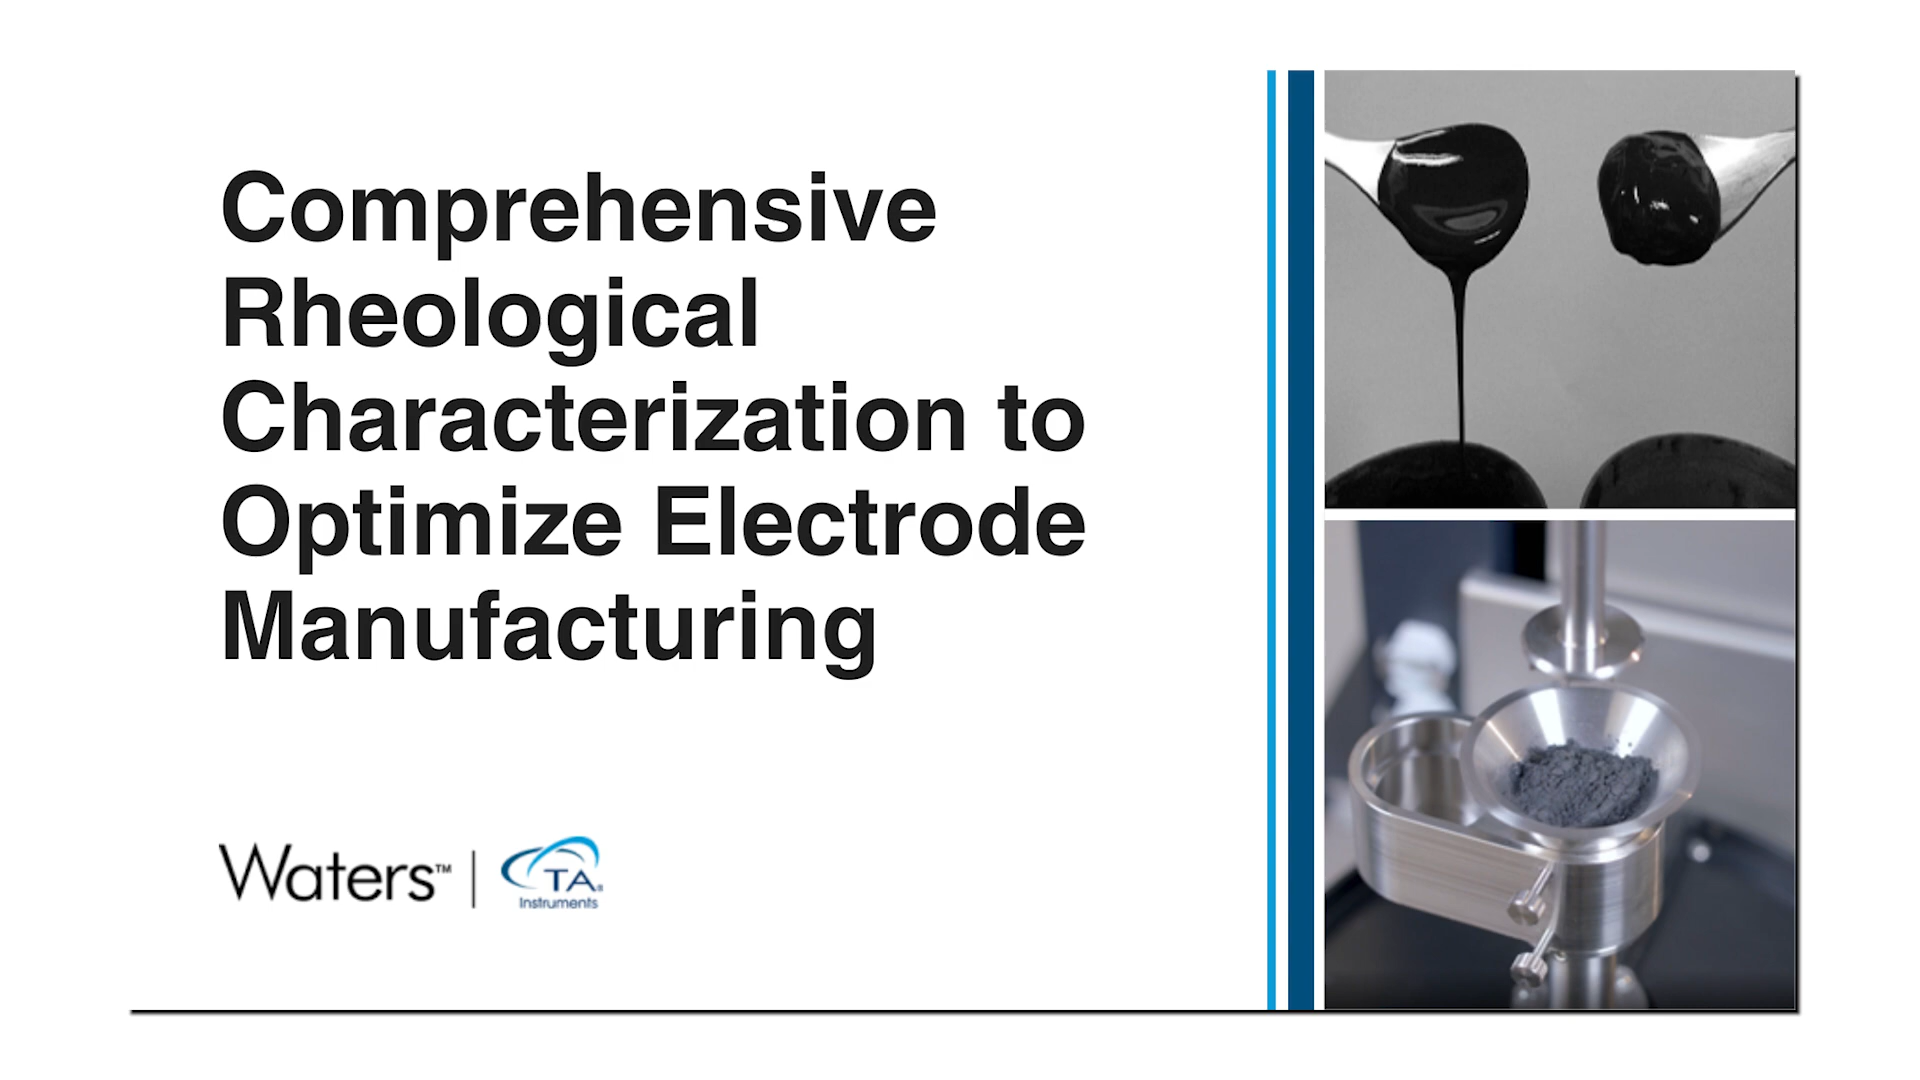 Comprehensive
Rheological
Characterization to
Optimize Electrode
Manufacturing
Waters™ | TA®
Instruments